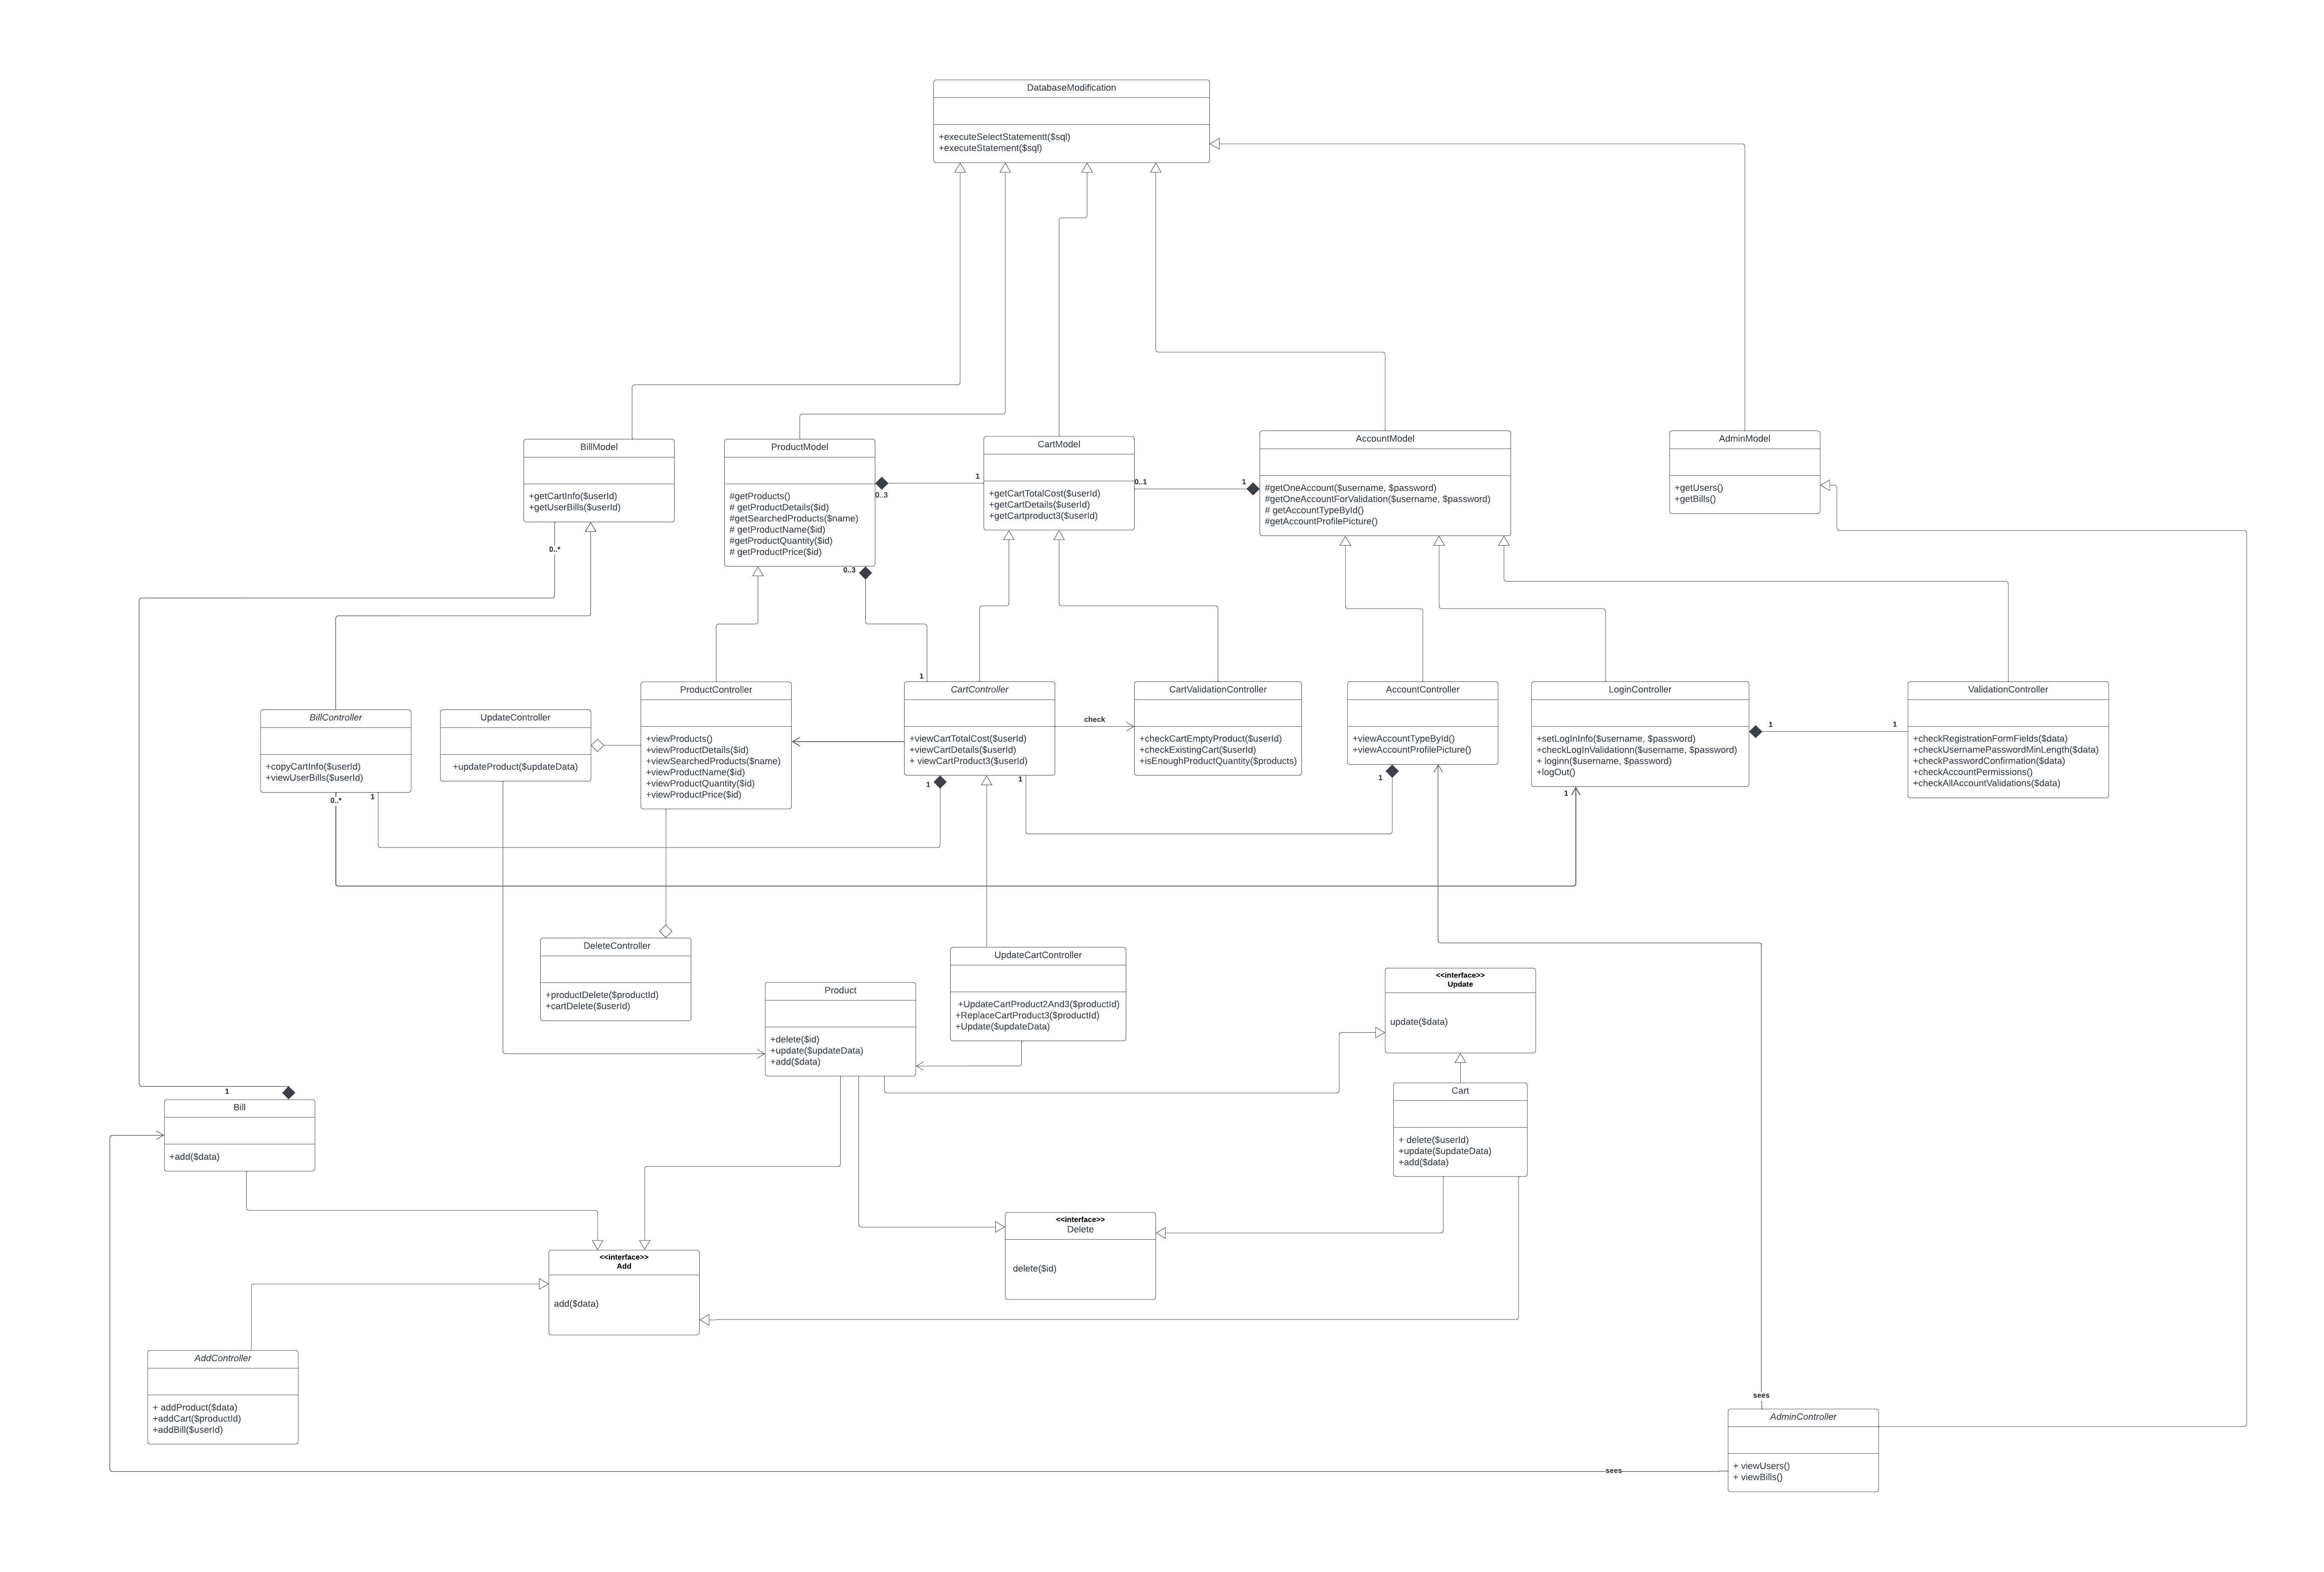 DatabaseModification
+executeSelectStatementt($sql)
+executeStatement($sql)
BillModel
+getCartInfo($userId)
+getUserBills($userId)
ProductModel
#getProducts()
# getProductDetails($id)
#getSearchedProducts($name)
# getProductName($id)
#getProductQuantity($id)
# getProductPrice($id)
CartModel
+getCartTotalCost($userId)
+getCartDetails($userId)
+getCartproduct3($userId)
AccountModel
#getOneAccount($username, $password)
#getOneAccountForValidation($username, $password)
# getAccountTypeById()
#getAccountProfilePicture()
AdminModel
+getUsers()
+getBills()
0..3
1
0..1
1
0..*
0..3
1
BillController
+copyCartInfo($userId)
+viewUserBills($userId)
UpdateController
+updateProduct($updateData)
ProductController
+viewProducts()
+viewProductDetails($id)
+viewSearchedProducts($name)
+viewProductName($id)
+viewProductQuantity($id)
+viewProductPrice($id)
CartController
+viewCartTotalCost($userId)
+viewCartDetails($userId)
+ viewCartProduct3($userId)
check
CartValidationController
+checkCartEmptyProduct($userId)
+checkExistingCart($userId)
+isEnoughProductQuantity($products)
AccountController
+viewAccountTypeById()
+viewAccountProfilePicture()
LoginController
+setLogInInfo($username, $password)
+checkLogInValidationn($username, $password)
+ loginn($username, $password)
+logOut()
1
1
ValidationController
+checkRegistrationFormFields($data)
+checkUsernamePasswordMinLength($data)
+checkPasswordConfirmation($data)
+checkAccountPermissions()
+checkAllAccountValidations($data)
0..*
1
1
1
1
1
DeleteController
+productDelete($productId)
+cartDelete($userId)
Product
+delete($id)
+update($updateData)
+add($data)
UpdateCartController
+UpdateCartProduct2And3($productId)
+ReplaceCartProduct3($productId)
+Update($updateData)
<<interface>>
Update
update($data)
Cart
+ delete($userId)
+update($updateData)
+add($data)
1
Bill
+add($data)
<<interface>>
Delete
delete($id)
<<interface>>
Add
add($data)
AddController
+ addProduct($data)
+addCart($productId)
+addBill($userId)
sees
AdminController
+ viewUsers()
+ viewBills()
sees